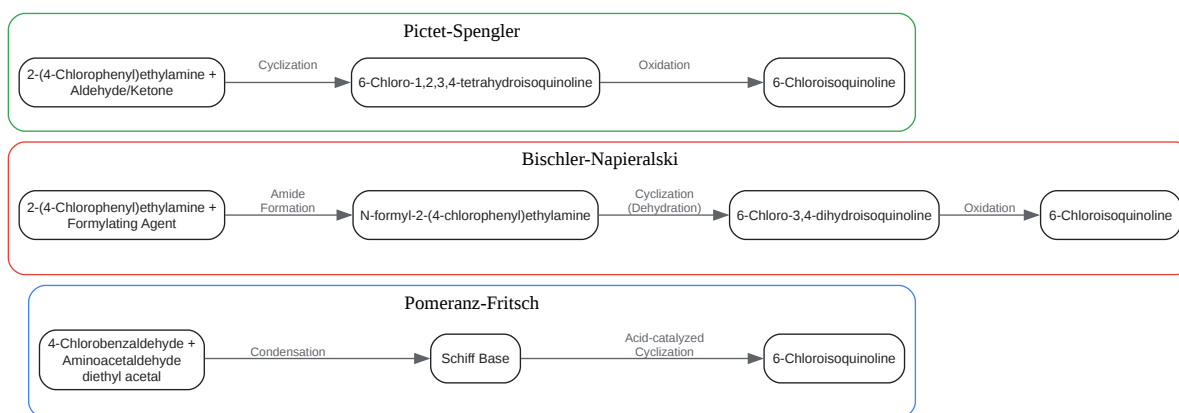 Pictet-Spengler
2-(4-Chlorophenyl)ethylamine +
Aldehyde/Ketone
Cyclization
6-Chloro-1,2,3,4-tetrahydroisoquinoline
Oxidation
6-Chloroisoquinoline
Bischler-Napieralski
2-(4-Chlorophenyl)ethylamine +
Formylating Agent
Amide
Formation
N-formyl-2-(4-chlorophenyl)ethylamine
Cyclization
(Dehydration)
6-Chloro-3,4-dihydroisoquinoline
Oxidation
6-Chloroisoquinoline
Pomeranz-Fritsch
4-Chlorobenzaldehyde +
Aminoacetaldehyde
diethyl acetal
Condensation
Schiff Base
Acid-catalyzed
Cyclization
6-Chloroisoquinoline